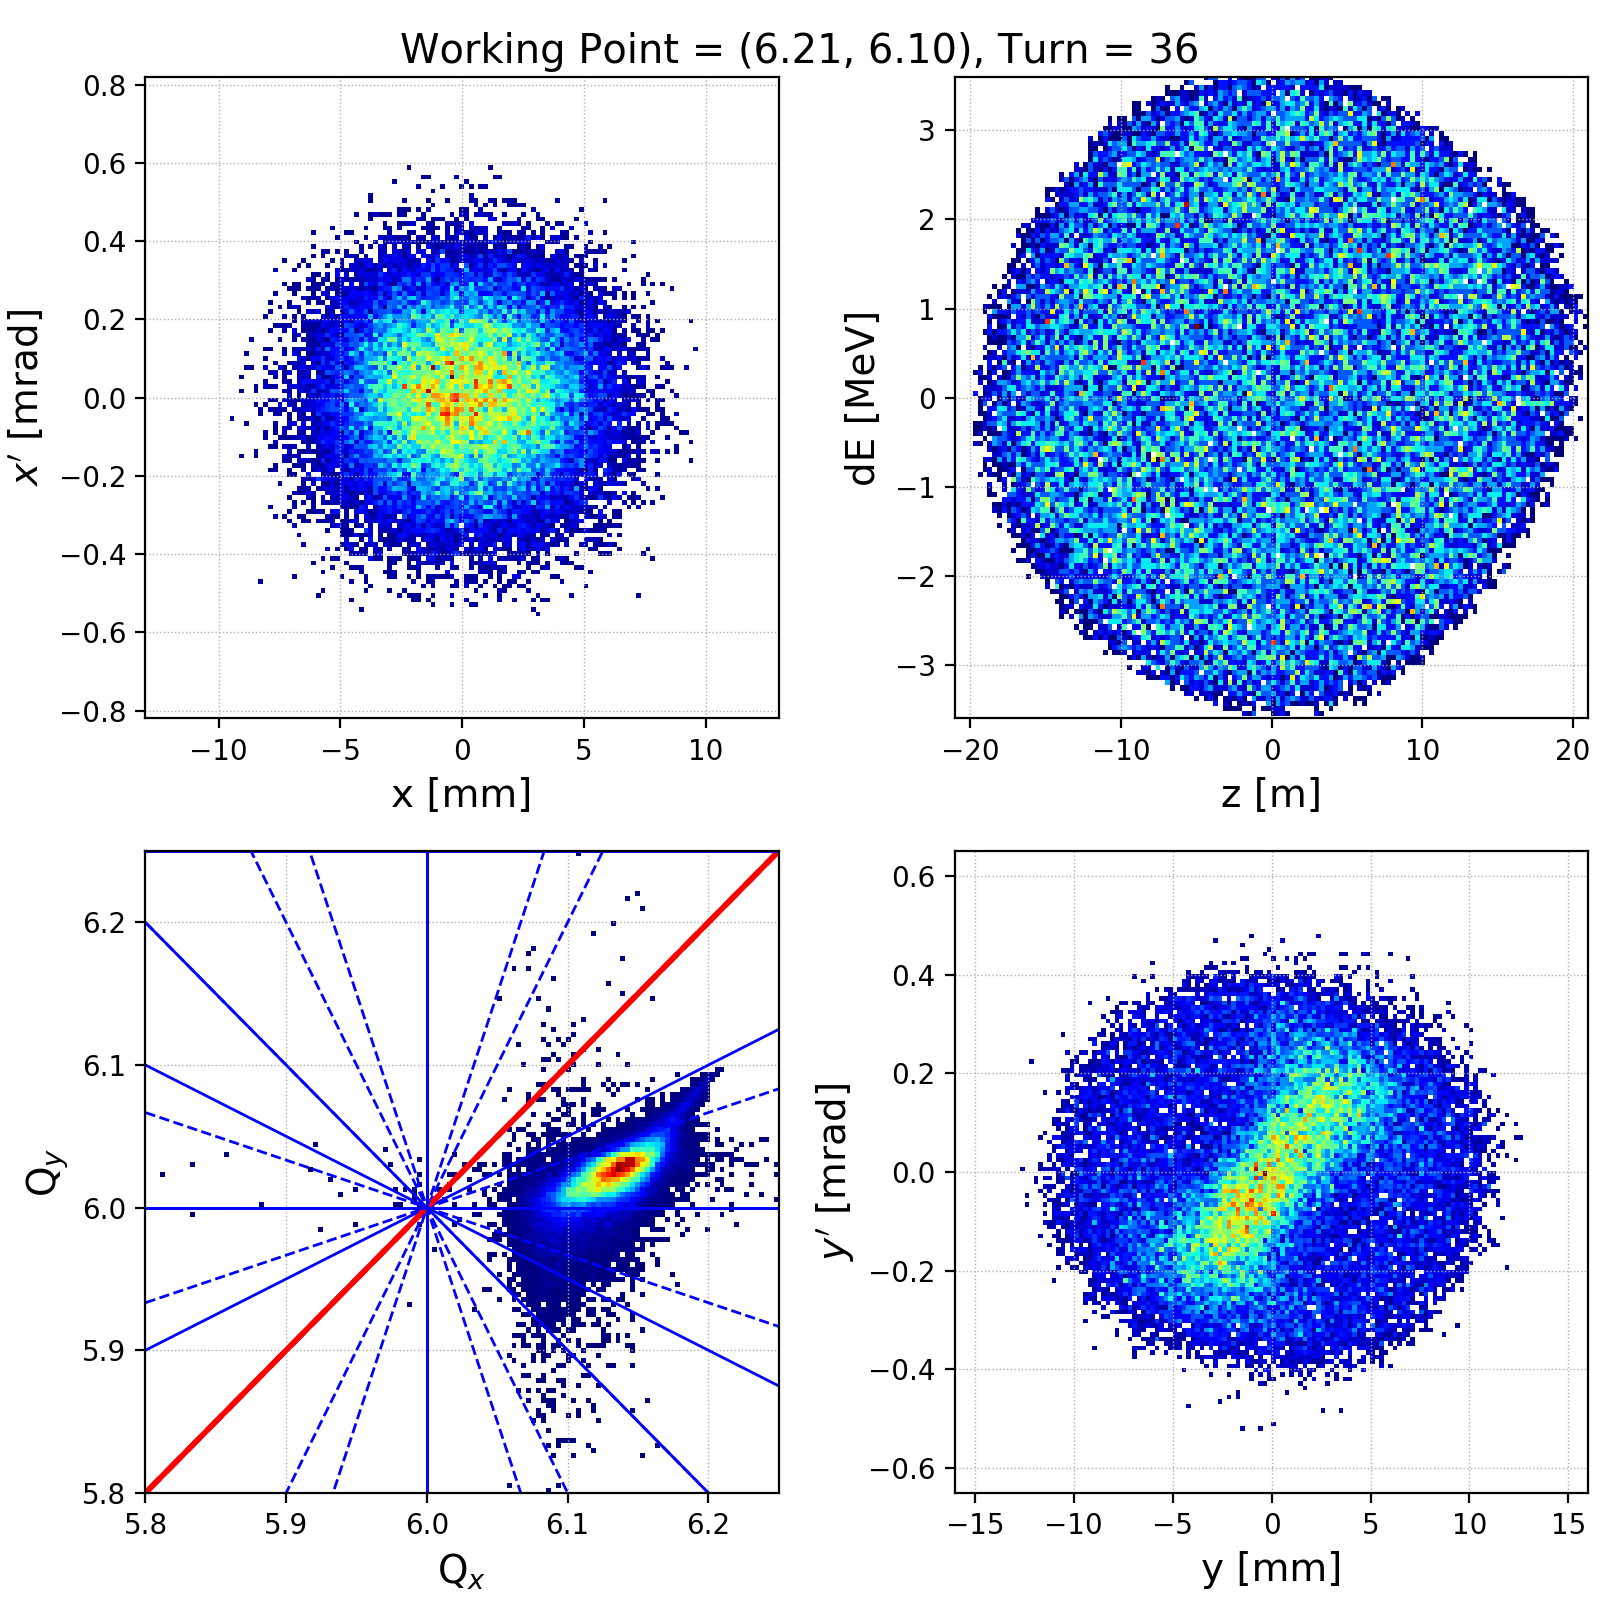 Working Point = (6.21, 6.10), Turn = 36
0.8
0.6
0.4
0.2
0.0
−0.2
−0.4
−0.6
−0.8
x′ [mrad]
−10 −5 0 5 10
x [mm]
3
2
1
0
−1
−2
−3
dE [MeV]
−20 −10 0 10 20
z [m]
6.2
6.1
6.0
5.9
5.8
Qy
5.8 5.9 6.0 6.1 6.2
Qx
0.6
0.4
0.2
0.0
−0.2
−0.4
−0.6
y′ [mrad]
−15 −10 −5 0 5 10 15
y [mm]